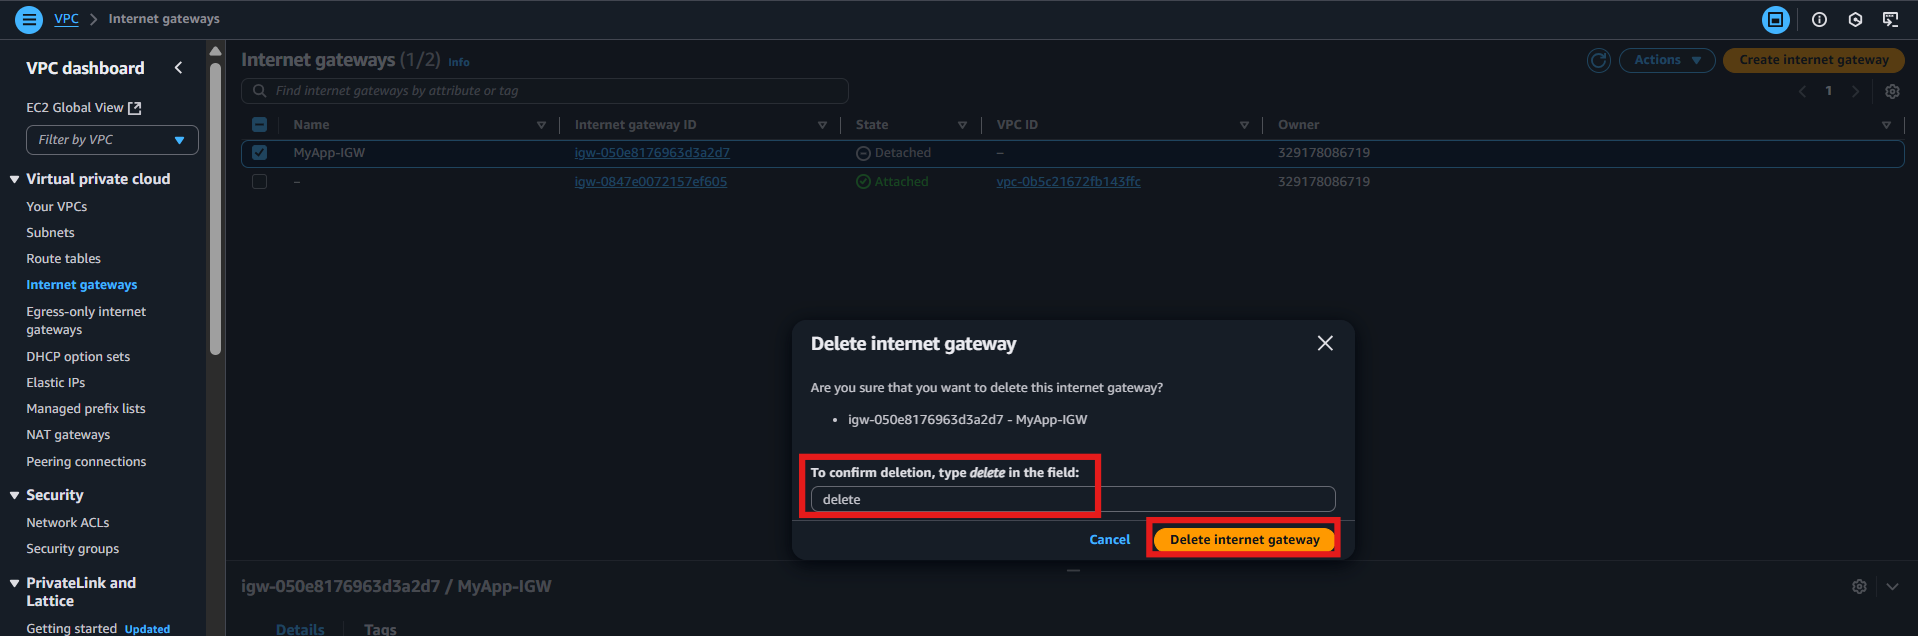 VPC > Internet gateways
VPC dashboard
EC2 Global View
Filter by VPC
Virtual private cloud
Your VPCs
Subnets
Route tables
Internet gateways
Egress-only internet
gateways
DHCP option sets
Elastic IPs
Managed prefix lists
NAT gateways
Peering connections
Security
Network ACLs
Security groups
PrivateLink and
Lattice
Getting started Updated
Internet gateways (1/2) Info
Actions
Create internet gateway
Find internet gateways by attribute or tag
1
Name Internet gateway ID State VPC ID Owner
MyApp-IGW igw-050e8176963d3a2d7 Detached – 329178086719
– igw-0847e0072157ef605 Attached vpc-0b5c21672fb143ffc 329178086719
Delete internet gateway
Are you sure that you want to delete this internet gateway?
• igw-050e8176963d3a2d7 - MyApp-IGW
To confirm deletion, type delete in the field:
delete
Cancel Delete internet gateway
igw-050e8176963d3a2d7 / MyApp-IGW
Details Tags